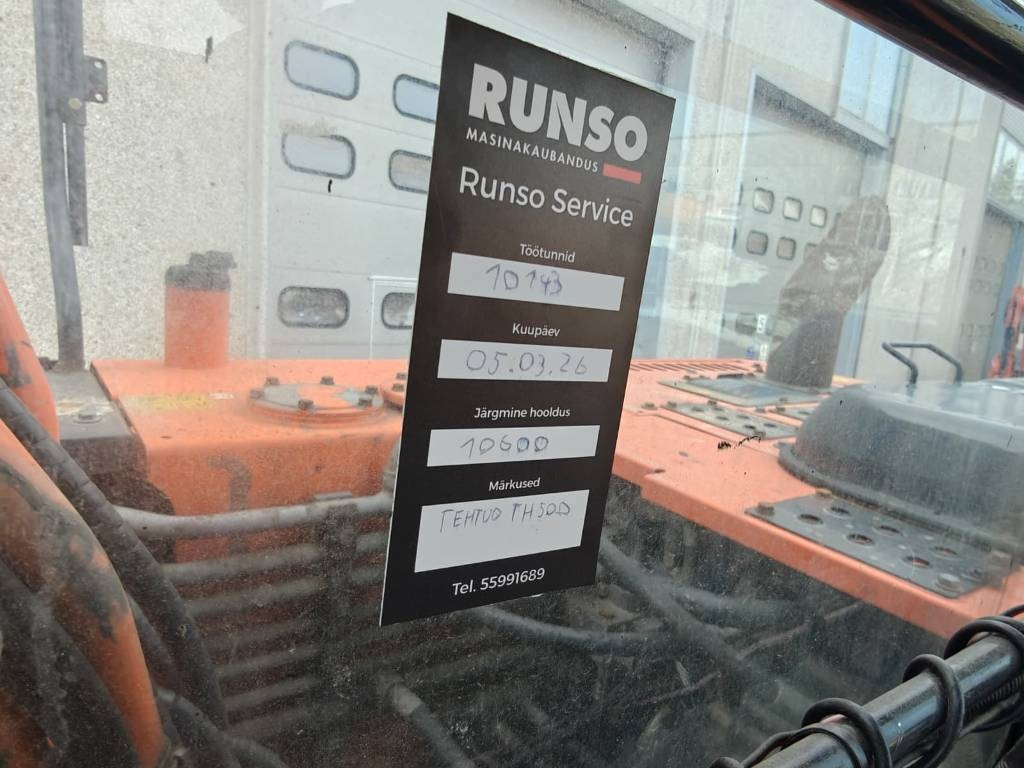 RUNSO
MASINAKAUBANDUS
Runso Service
Töötunnid
10143
Kuupäev
05.03.26
Järgmine hooldus
10600
Märkused
TEHTUD TH500
Tel. 55991689